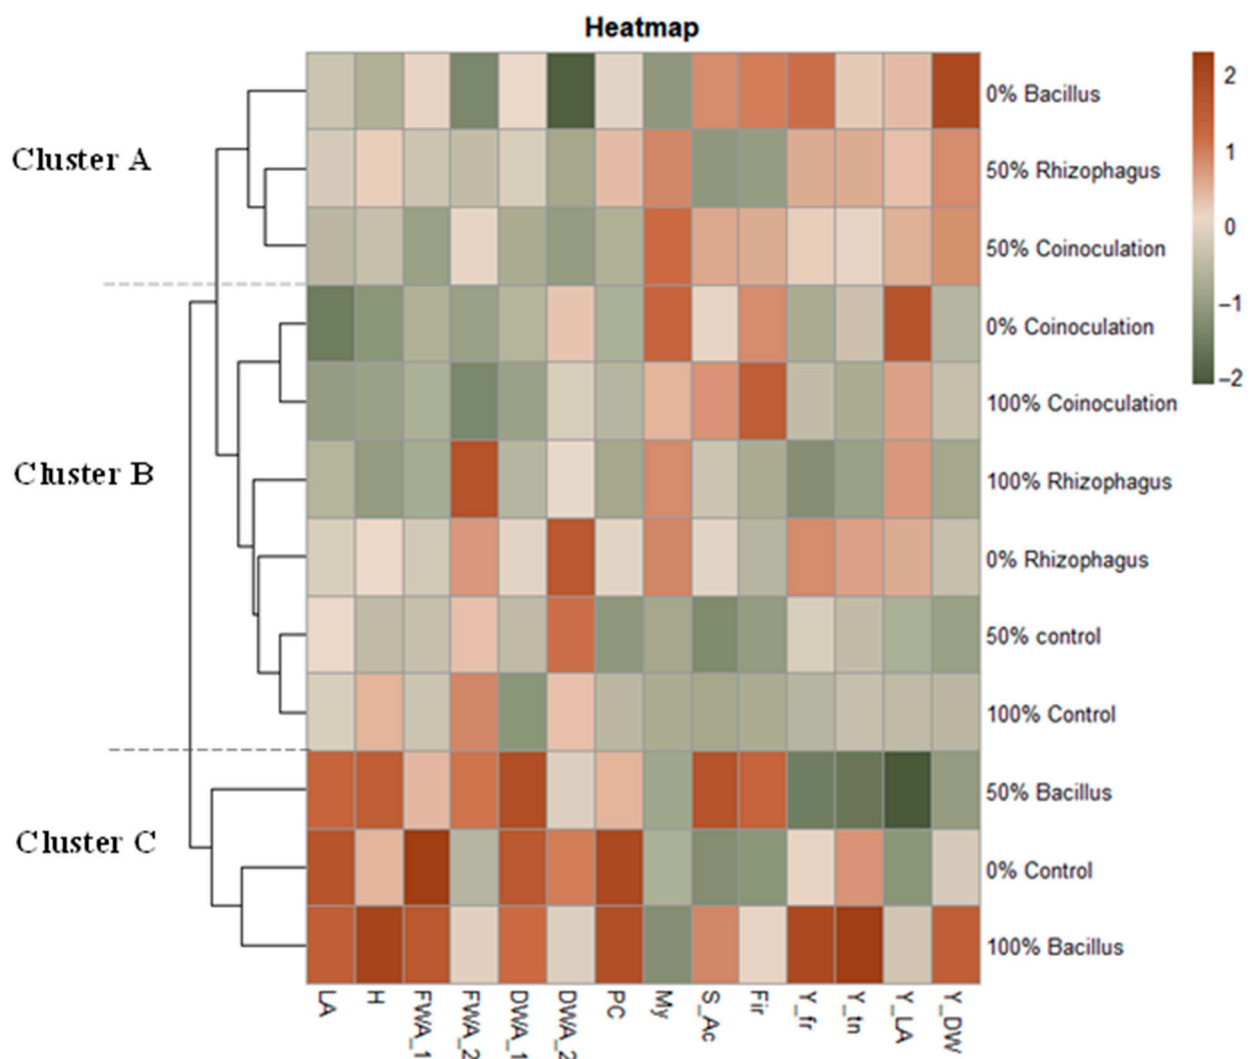 Heatmap
Cluster A
Cluster B
Cluster C
0% Bacillus
50% Rhizophagus
50% Coinoculation
0% Coinoculation
100% Coinoculation
100% Rhizophagus
0% Rhizophagus
50% control
100% Control
50% Bacillus
0% Control
100% Bacillus
2
1
0
−1
−2
LA
H
FWA_1
FWA_2
DWA_1
DWA_2
PC
My
S_Ac
Fir
Y_fr
Y_tn
Y_LA
Y_DW